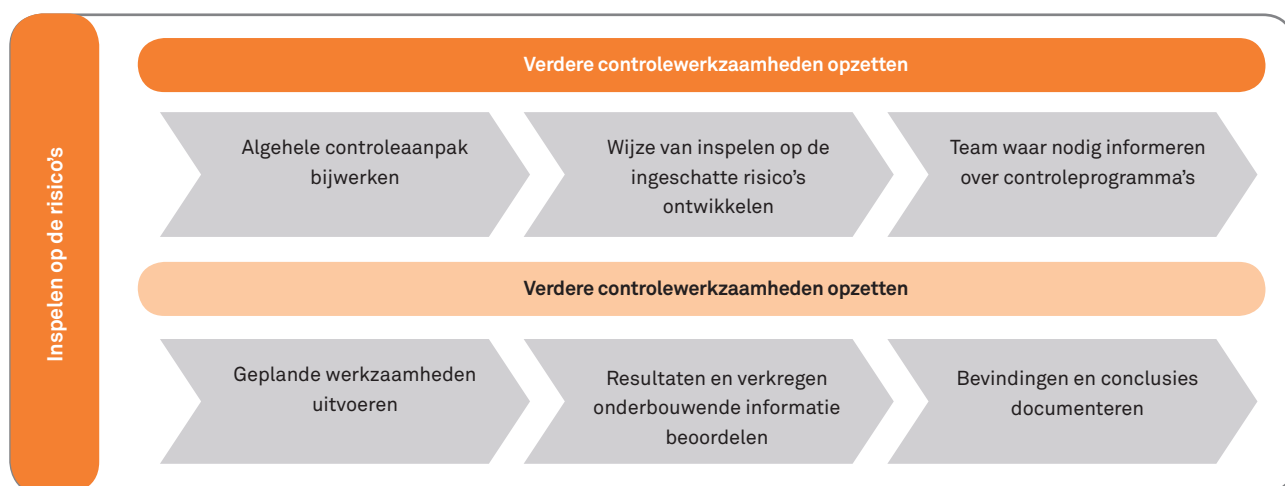 Inspelen op de risico's
Verdere controlewerkzaamheden opzetten
Algehele controleaanpak
bijwerken
Wijze van inspelen op de
ingeschatte risico's
ontwikkelen
Team waar nodig informeren
over controleprogramma's
Verdere controlewerkzaamheden opzetten
Geplande werkzaamheden
uitvoeren
Resultaten en verkregen
onderbouwende informatie
beoordelen
Bevindingen en conclusies
documenteren